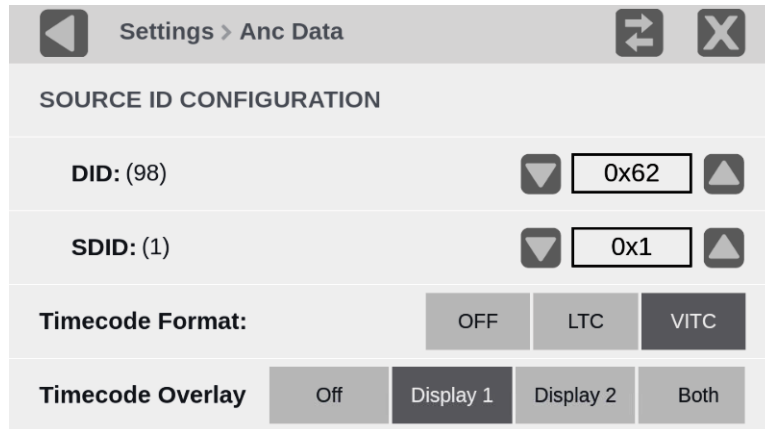 Settings > Anc Data
SOURCE ID CONFIGURATION
DID: (98) 0x62
SDID: (1) 0x1
Timecode Format: OFF LTC VITC
Timecode Overlay Off Display 1 Display 2 Both